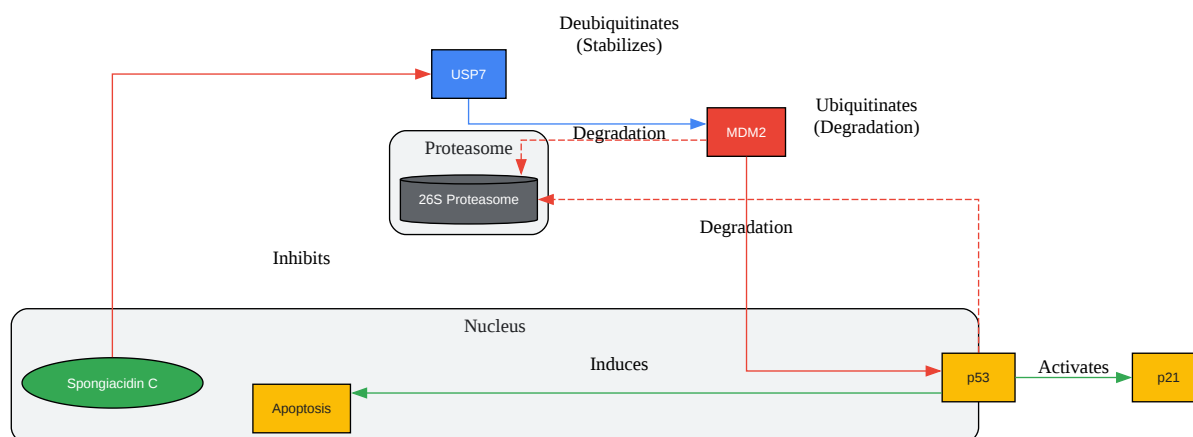 Deubiquitinates
(Stabilizes)
USP7
Ubiquitinates
(Degradation)
MDM2
Degradation
Proteasome
26S Proteasome
Degradation
Inhibits
Nucleus
Induces
Spongiacidin C
p53
Activates
p21
Apoptosis